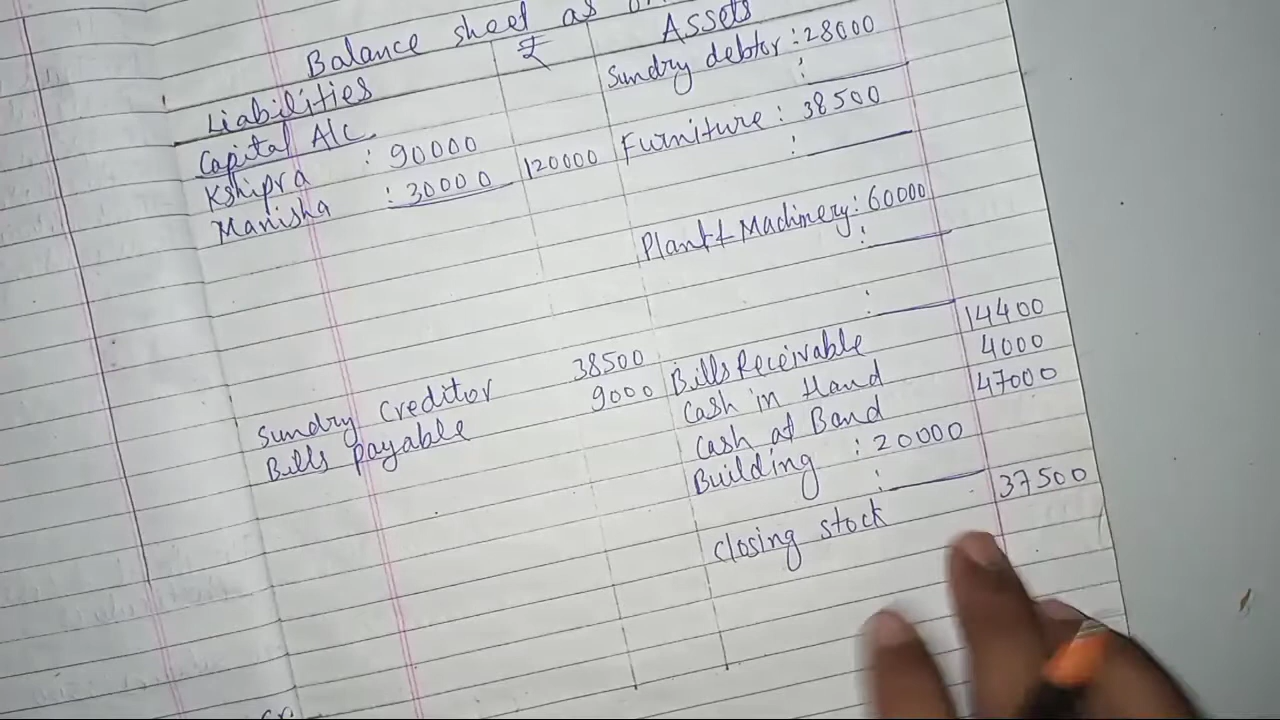 Balance sheet as
Liabilities ₹ Assets
Capital A/c.
Kshipra : 90000
Manisha : 30000 120000
Sundry debtor : 28000
:
Furniture : 38500
:
Plant & Machinery : 60000
:
:
Sundry Creditor 38500
Bills payable 9000
Bills Receivable 14400
Cash in Hand 4000
Cash at Band 47000
Building : 20000
:
Closing stock 37500